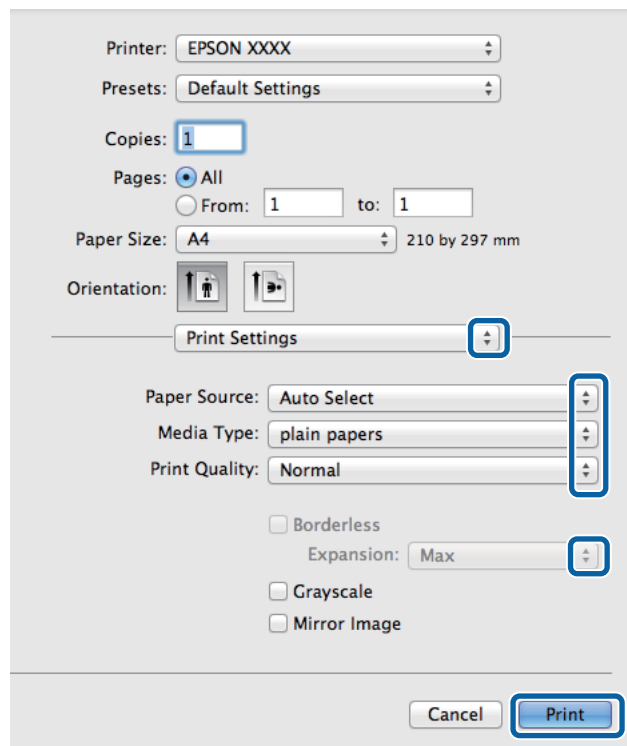 Printer: EPSON XXXX
Presets: Default Settings
Copies: 1
Pages: All
From: 1 to: 1
Paper Size: A4 210 by 297 mm
Orientation:
Print Settings
Paper Source: Auto Select
Media Type: plain papers
Print Quality: Normal
Borderless
Expansion: Max
Grayscale
Mirror Image
Cancel Print